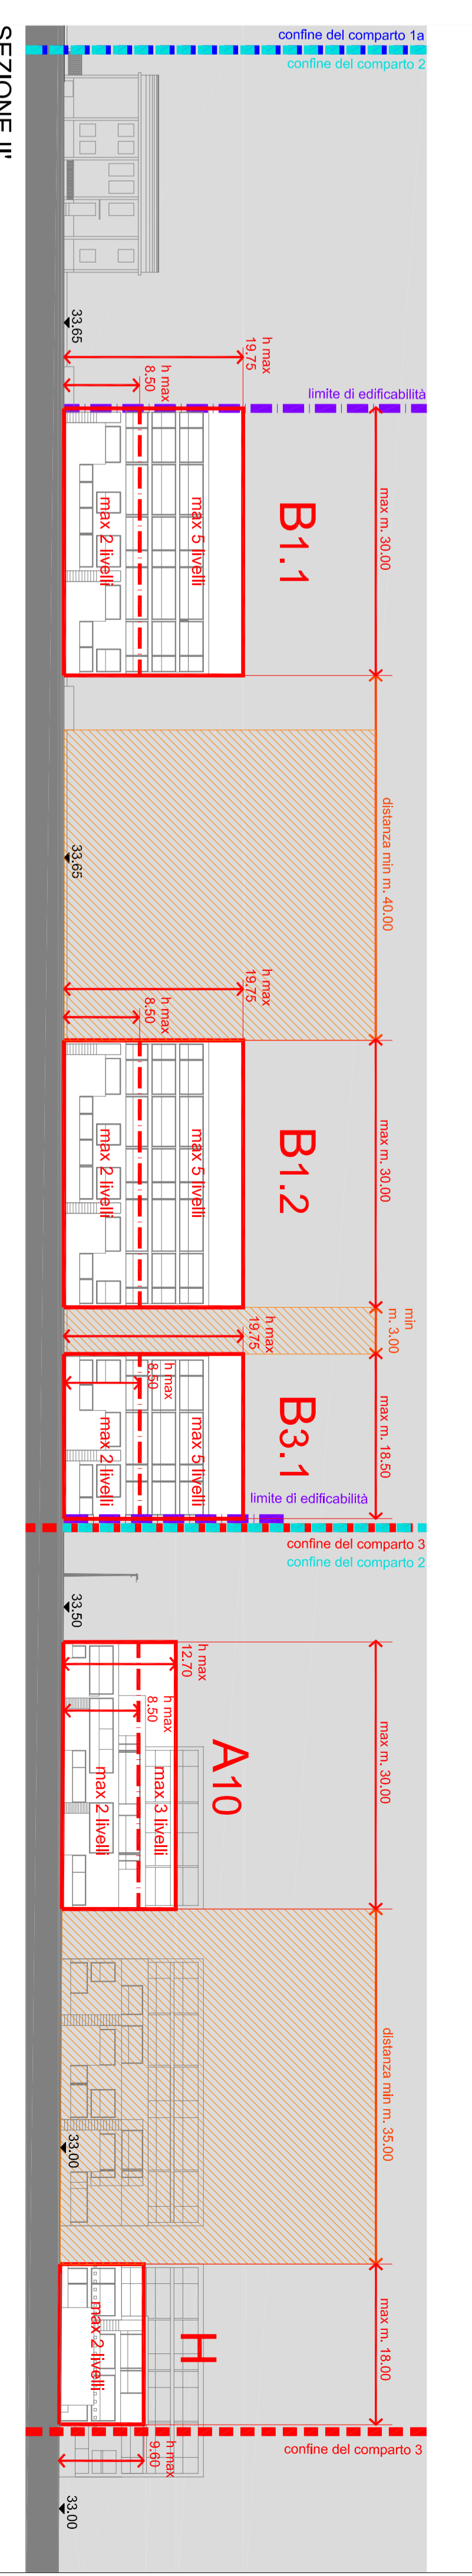 confine del comparto 1a
confine del comparto 2
SEZIONE II'
33.65
h max
19.75
h max
8.50
limite di edificabilità
max m. 30.00
B1.1
max 5 livelli
max 2 livelli
distanza min m. 40.00
33.65
h max
19.75
h max
8.50
max m. 30.00
B1.2
max 5 livelli
max 2 livelli
min
m. 3.00
h max
19.75
h max
8.50
max m. 18.50
B3.1
max 5 livelli
max 2 livelli
limite di edificabilità
confine del comparto 3
confine del comparto 2
33.50
h max
12.70
h max
8.50
max m. 30.00
A10
max 3 livelli
max 2 livelli
distanza min m. 35.00
33.00
max m. 18.00
H
max 2 livelli
confine del comparto 3
h max
9.60
33.00